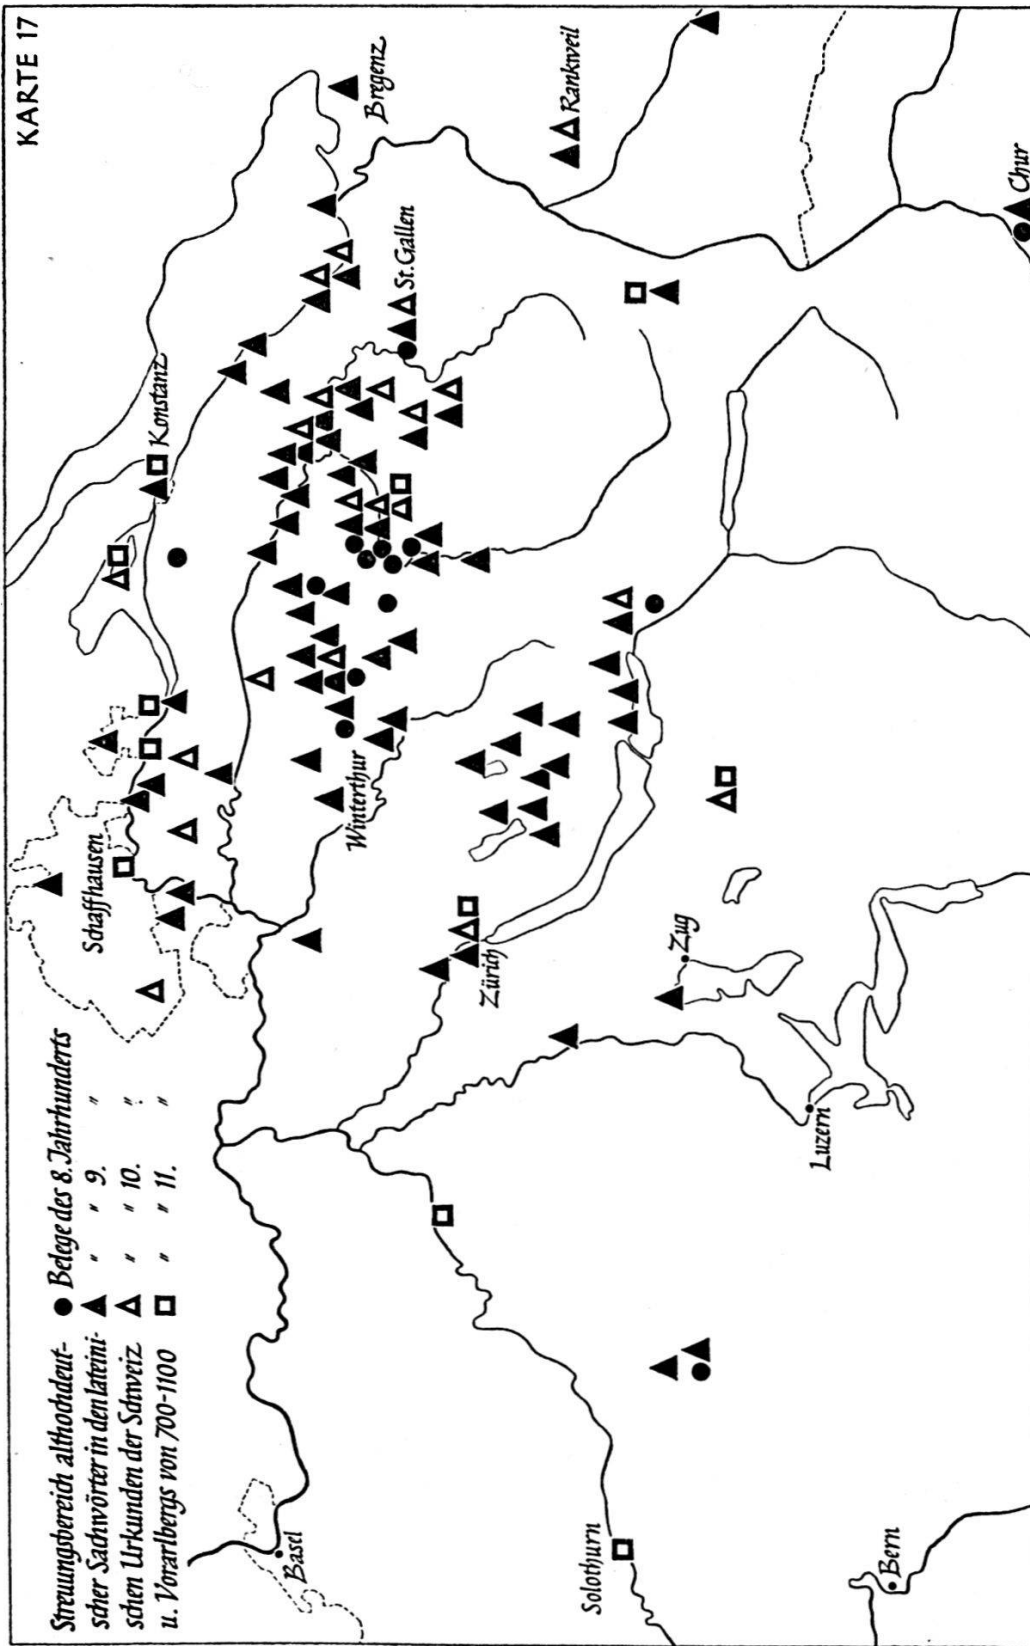 KARTE 17
Streuungsbereich althochdeut-
scher Sachwörter in den lateini-
schen Urkunden der Schweiz
u. Vorarlbergs von 700-1100
Belege des 8. Jahrhunderts
" " 9. "
" " 10. "
" " 11. "
Basel
Schaffhausen
Konstanz
Bregenz
Rankweil
St. Gallen
Winterthur
Zürich
Zug
Luzern
Solothurn
Bern
Chur